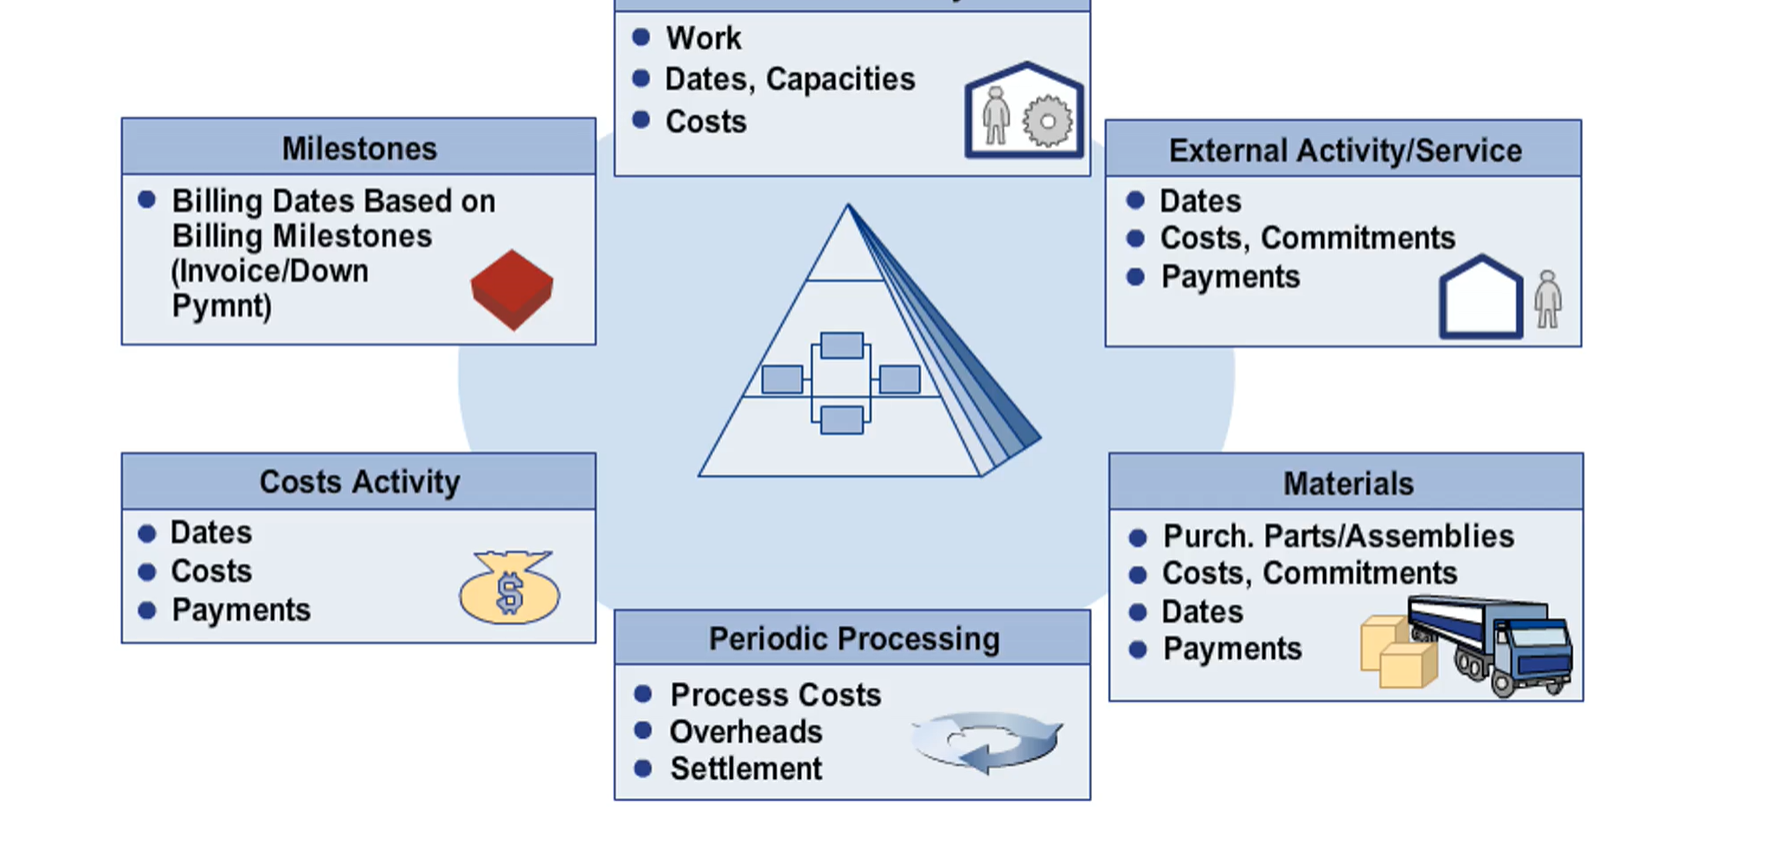 Work
Dates, Capacities
Costs
Milestones
Billing Dates Based on
Billing Milestones
(Invoice/Down
Pymnt)
External Activity/Service
Dates
Costs, Commitments
Payments
Costs Activity
Dates
Costs
Payments
$
Materials
Purch. Parts/Assemblies
Costs, Commitments
Dates
Payments
Periodic Processing
Process Costs
Overheads
Settlement